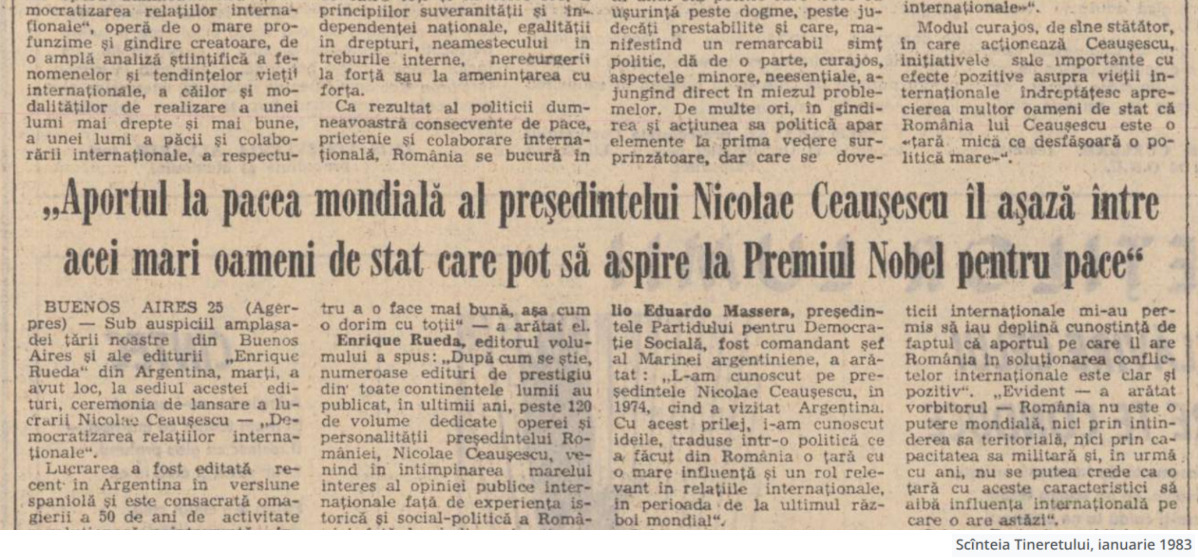 mocratizarea relațiilor interna-
ționale“, operă de o mare pro-
funzime și gîndire creatoare, de
o amplă analiză științifică a fe-
nomenelor și tendințelor vieții
internaționale, a căilor și mo-
dalităților de realizare a unei
lumi mai drepte și mai bune,
a unei lumi a păcii și colabo-
rării internaționale, a respectu-
principiilor suveranității și in-
dependenței naționale, egalității
in drepturi, neamestecului in
treburile interne, nerecurgerii
la forță sau la amenințarea cu
forța.
Ca rezultat al politicii dum-
neavoastră consecvente de pace,
prietenie și colaborare interna-
țională, România se bucură în
ușurință peste dogme, peste ju-
decăți prestabilite și care, ma-
nifestînd un remarcabil simț
politic, dă de o parte, curajos,
aspectele minore, neesențiale, a-
jungind direct în miezul proble-
melor. De multe ori, în gîndi-
rea și acțiunea sa politică apar
elemente la prima vedere sur-
prinzătoare, dar care se dove-
internaționale»“.
Modul curajos, de sine stătător,
în care acționează Ceaușescu,
inițiativele sale importante cu
efecte pozitive asupra vieții in-
ternaționale îndreptățesc apre-
cierea multor oameni de stat că
România lui Ceaușescu este o
«țară mică ce desfășoară o po-
litică mare»“.
„Aportul la pacea mondială al președintelui Nicolae Ceaușescu îl așază între
acei mari oameni de stat care pot să aspire la Premiul Nobel pentru pace“
BUENOS AIRES 25 (Ager-
pres) — Sub auspiciil amplasa-
dei țării noastre din Buenos
Aires și ale editurii „Enrique
Rueda“ din Argentina, marți, a
avut loc, la sediul acestei edi-
turi, ceremonia de lansare a lu-
crării Nicolae Ceaușescu — „De-
mocratizarea relațiilor interna-
ționale“.
Lucrarea a fost editată re-
cent în Argentina în versiune
spaniolă și este consacrată oma-
gierii a 50 de ani de activitate
tru a o face mai bună, așa cum
o dorim cu toții“ — a arătat el.
Enrique Rueda, editorul volu-
mului a spus: „După cum se știe,
numeroase edituri de prestigiu
din toate continentele lumii au
publicat, în ultimii ani, peste 120
de volume dedicate operei și
personalității președintelui Ro-
mâniei, Nicolae Ceaușescu, ve-
nind în întimpinarea marelui
interes al opiniei publice inter-
naționale față de experiența is-
torică și social-politică a Româ-
lio Eduardo Massera, președin-
tele Partidului pentru Democra-
ție Socială, fost comandant șef
al Marinei argentiniene, a ară-
tat : „L-am cunoscut pe pre-
ședintele Nicolae Ceaușescu, în
1974, cind a vizitat Argentina.
Cu acest prilej, i-am cunoscut
ideile, traduse intr-o politică ce
a făcut din România o țară cu
o mare influență și un rol rele-
vant in relațiile internaționale,
in perioada de la ultimul răz-
boi mondial“.
ticii internaționale mi-au per-
mis să iau deplină cunoștință de
faptul că aportul pe care îl are
România in soluționarea conflic-
telor internaționale este clar și
pozitiv“. „Evident — a arătat
vorbitorul — România nu este o
putere mondială, nici prin intin-
derea sa teritorială, nici prin ca-
pacitatea sa militară și, in urmă
cu ani, nu se putea crede ca o
țară cu aceste caracteristici să
aibă influența internațională pe
care o are astăzi“.
Scînteia Tineretului, ianuarie 1983